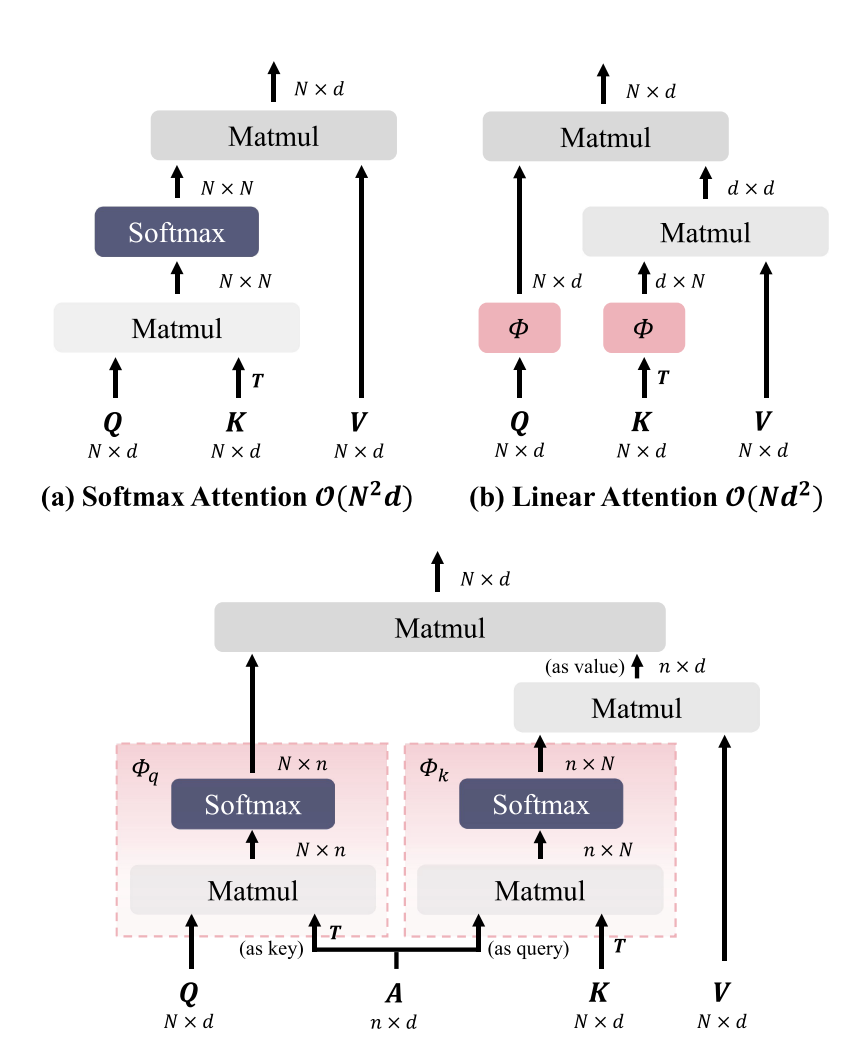 N × d
Matmul
N × N
Softmax
N × N
Matmul
T
Q K V
N × d N × d N × d
(a) Softmax Attention 𝒪(N²d)
N × d
Matmul
d × d
Matmul
N × d d × N
Φ Φ
T
Q K V
N × d N × d N × d
(b) Linear Attention 𝒪(Nd²)
N × d
Matmul
(as value) n × d
Matmul
Φq N × n Φk n × N
Softmax Softmax
N × n n × N
Matmul Matmul
(as key) T (as query) T
Q A K V
N × d n × d N × d N × d